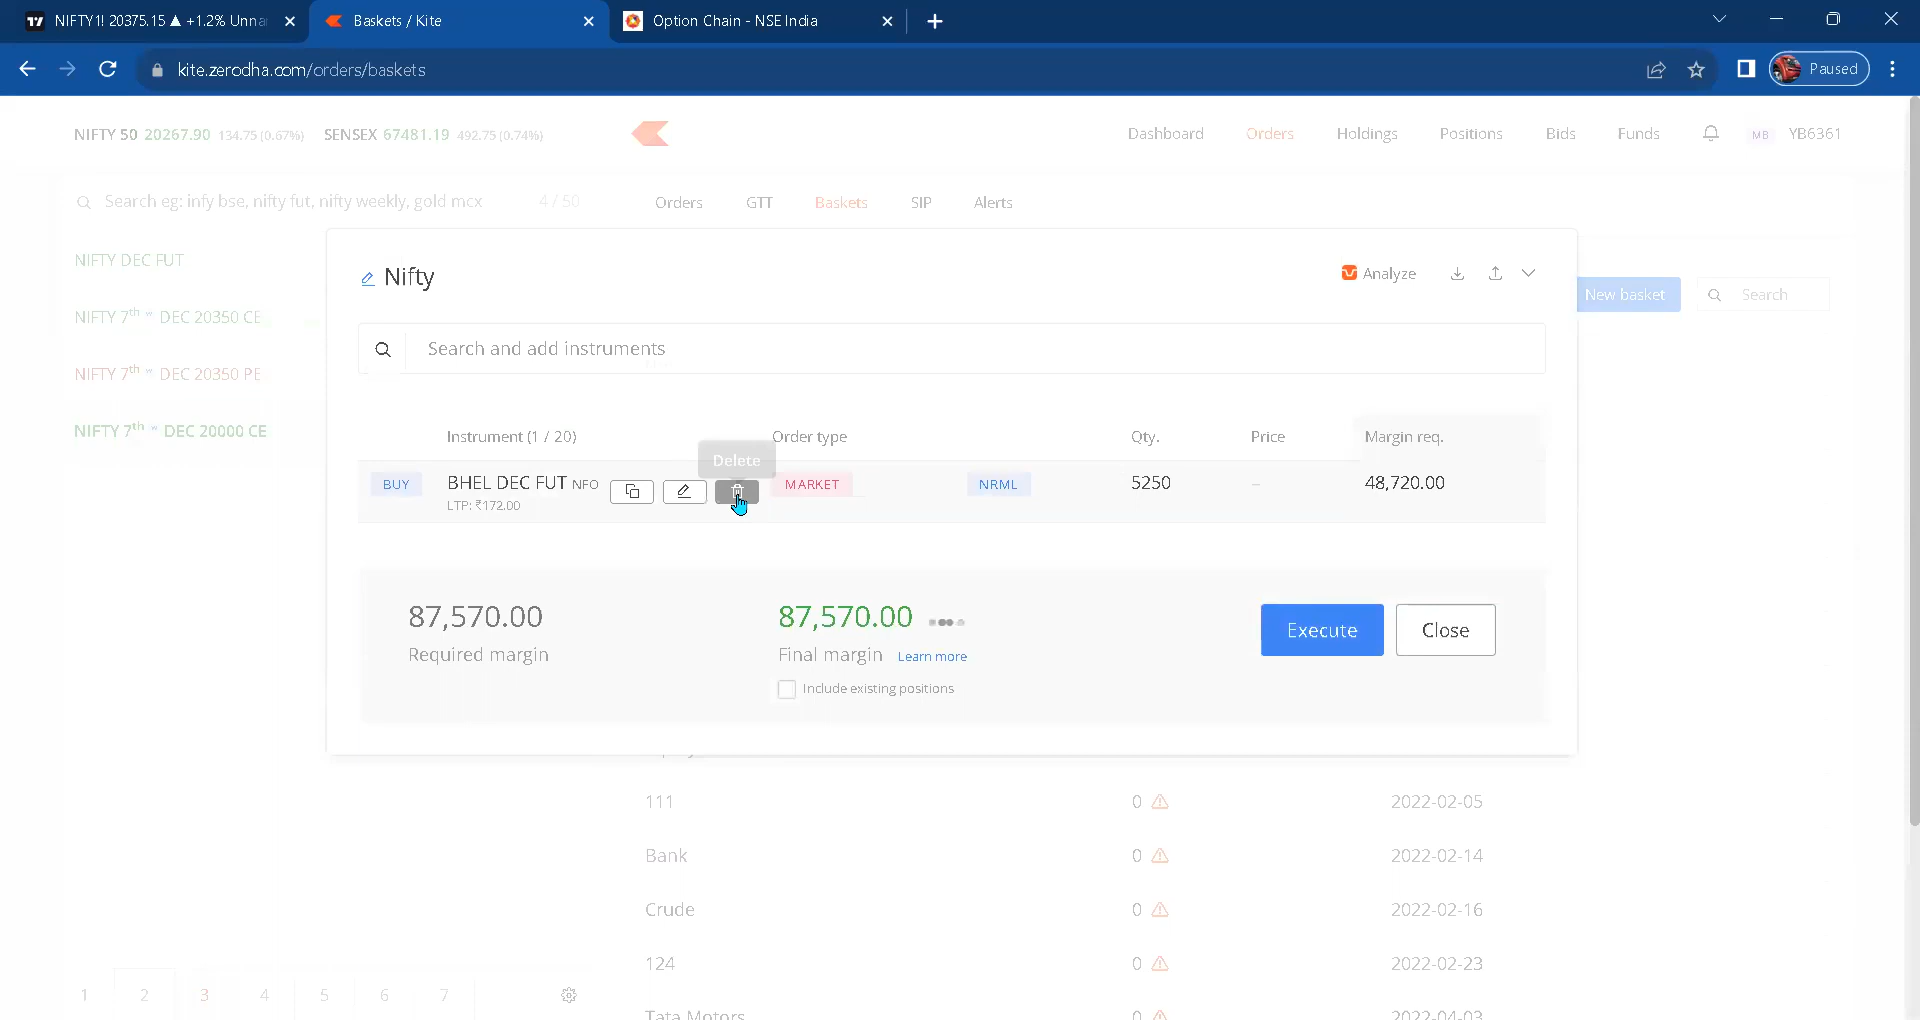 NIFTY1! 20375.15 ▲ +1.2% Unna
Baskets / Kite
Option Chain - NSE India
kite.zerodha.com/orders/baskets
Paused
NIFTY 50 20267.90 134.75 (0.67%) SENSEX 67481.19 492.75 (0.74%)
Dashboard Orders Holdings Positions Bids Funds MB YB6361
Search eg: infy bse, nifty fut, nifty weekly, gold mcx 4 / 50
Orders GTT Baskets SIP Alerts
NIFTY DEC FUT
NIFTY 7th w DEC 20350 CE
NIFTY 7th w DEC 20350 PE
NIFTY 7th w DEC 20000 CE
Nifty
Analyze
New basket
Search
Search and add instruments
Instrument (1 / 20) Order type Qty. Price Margin req.
Delete
BUY BHEL DEC FUT NFO MARKET NRML 5250 – 48,720.00
LTP: ₹172.00
87,570.00
Required margin
87,570.00
Final margin Learn more
Include existing positions
Execute
Close
111 0 2022-02-05
Bank 0 2022-02-14
Crude 0 2022-02-16
124 0 2022-02-23
Tata Motors 0 2022-04-03
1 2 3 4 5 6 7